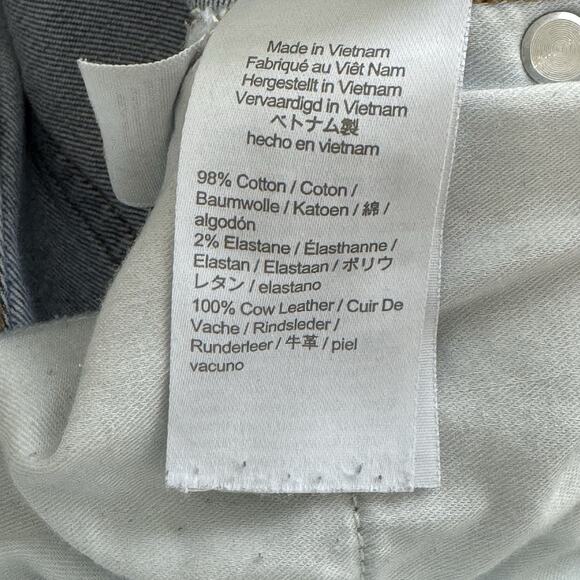 Made in Vietnam
Fabriqué au Viêt Nam
Hergestellt in Vietnam
Vervaardigd in Vietnam
ベトナム製
hecho en vietnam
98% Cotton / Coton /
Baumwolle / Katoen / 綿 /
algodón
2% Elastane / Élasthanne /
Elastan / Elastaan / ポリウ
レタン / elastano
100% Cow Leather / Cuir De
Vache / Rindsleder /
Runderleer / 牛革 / piel
vacuno